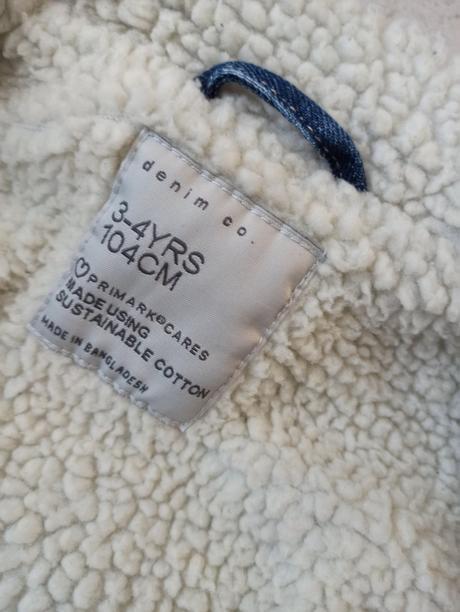 denim co.
3-4YRS
104CM
♡ PRIMARK®CARES
MADE USING
SUSTAINABLE COTTON
MADE IN BANGLADESH